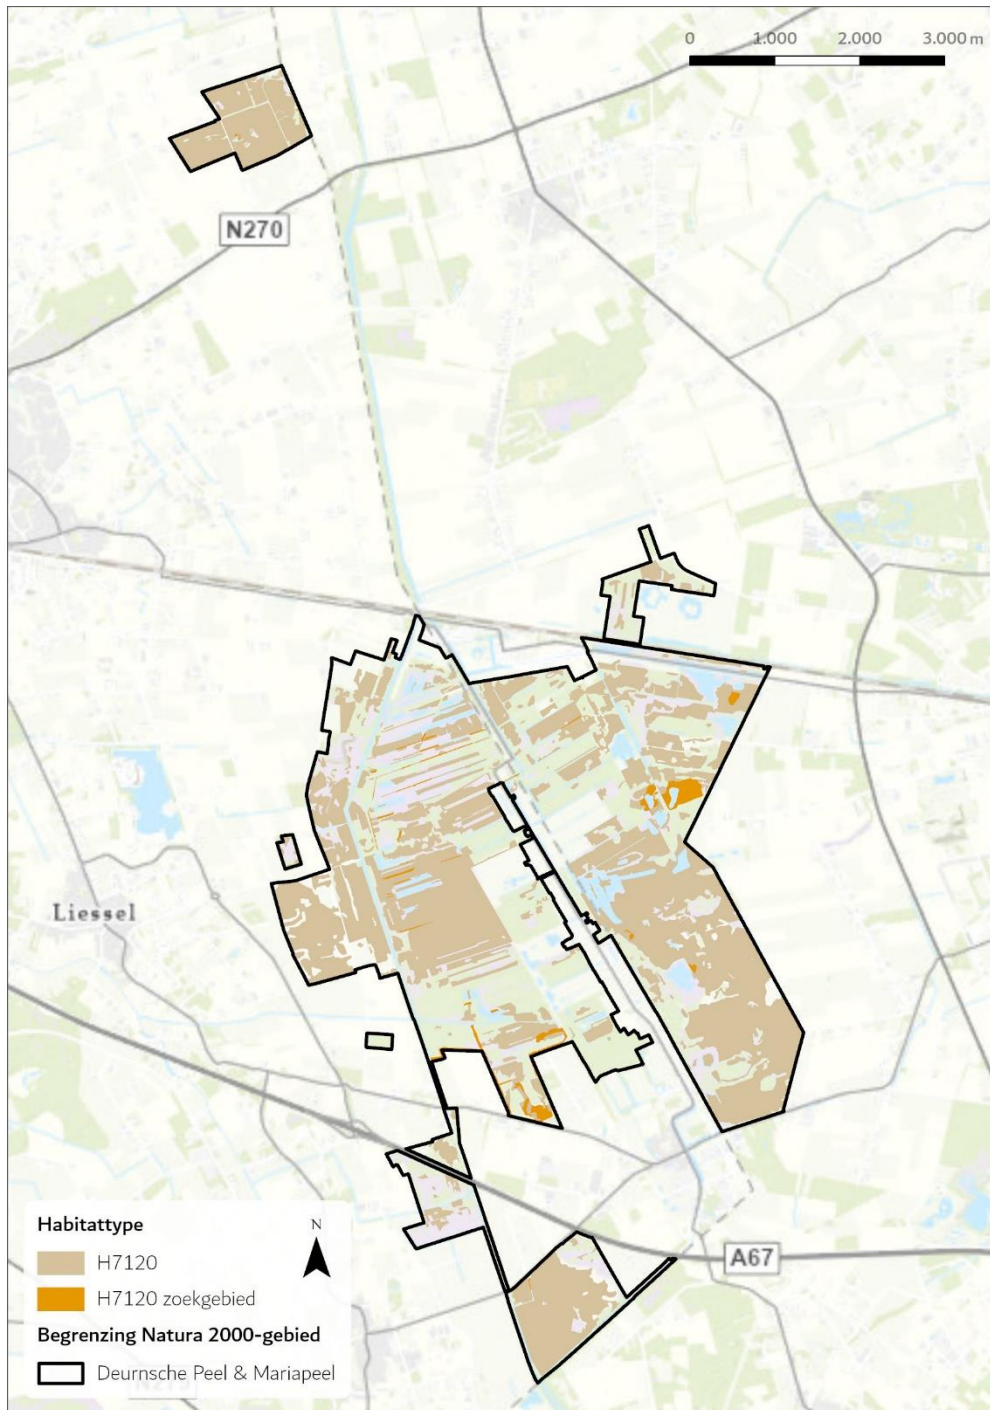 0 1.000 2.000 3.000 m
N270
Liessel
A67
Habitattype
N
H7120
H7120 zoekgebied
Begrenzing Natura 2000-gebied
Deurnsche Peel & Mariapeel